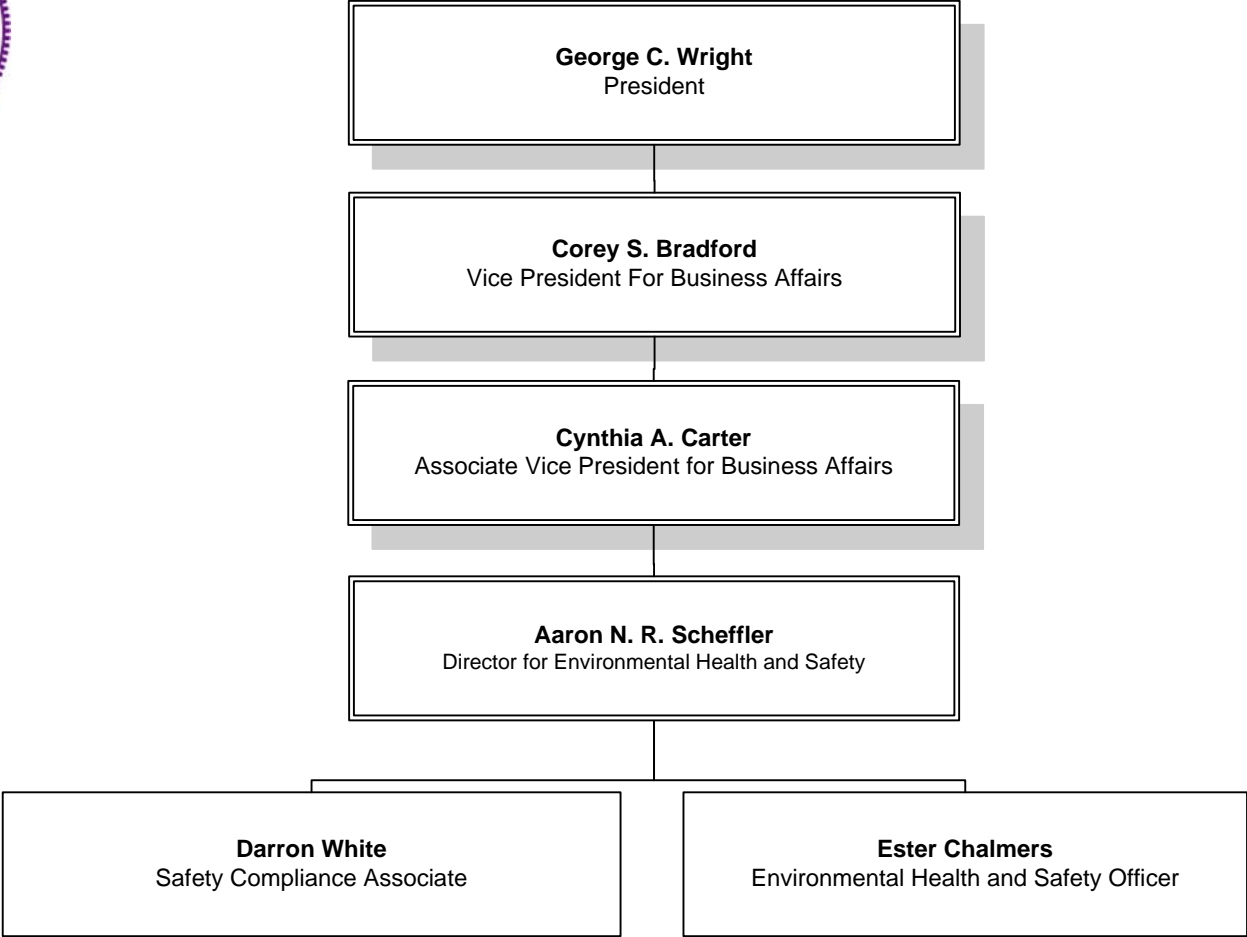 George C. Wright
President
Corey S. Bradford
Vice President For Business Affairs
Cynthia A. Carter
Associate Vice President for Business Affairs
Aaron N. R. Scheffler
Director for Environmental Health and Safety
Darron White
Safety Compliance Associate
Ester Chalmers
Environmental Health and Safety Officer